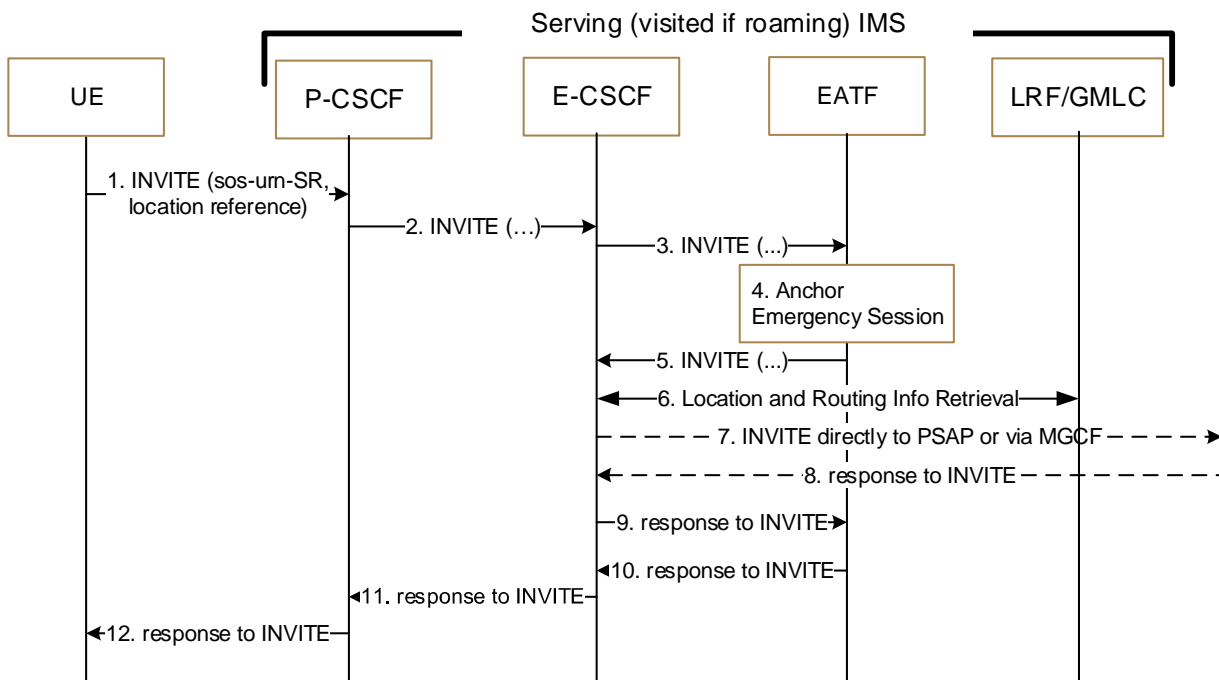 Serving (visited if roaming) IMS
UE
P-CSCF
E-CSCF
EATF
LRF/GMLC
1. INVITE (sos-urn-SR,
location reference)
2. INVITE (…)
3. INVITE (...)
4. Anchor
Emergency Session
5. INVITE (...)
6. Location and Routing Info Retrieval
7. INVITE directly to PSAP or via MGCF
8. response to INVITE
9. response to INVITE
10. response to INVITE
11. response to INVITE
12. response to INVITE